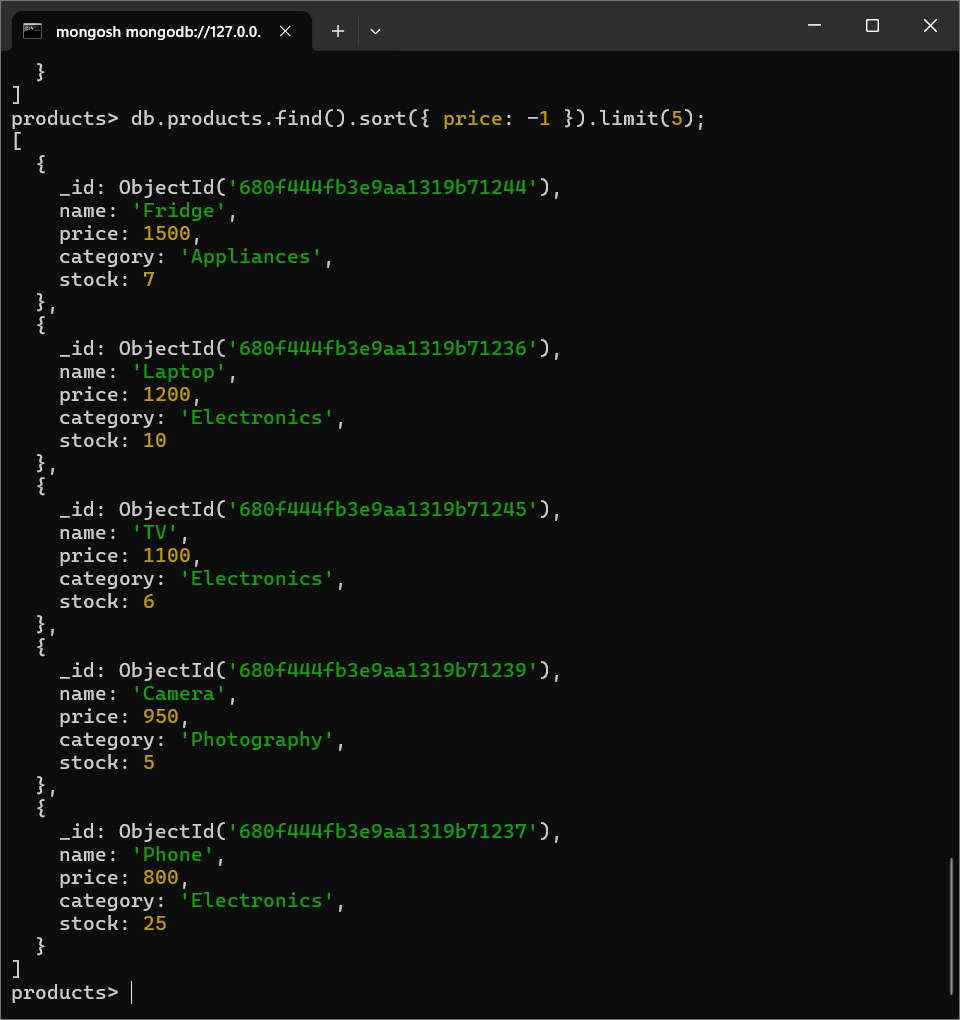 mongosh mongodb://127.0.0.
  }
]
products> db.products.find().sort({ price: -1 }).limit(5);
[
  {
    _id: ObjectId('680f444fb3e9aa1319b71244'),
    name: 'Fridge',
    price: 1500,
    category: 'Appliances',
    stock: 7
  },
  {
    _id: ObjectId('680f444fb3e9aa1319b71236'),
    name: 'Laptop',
    price: 1200,
    category: 'Electronics',
    stock: 10
  },
  {
    _id: ObjectId('680f444fb3e9aa1319b71245'),
    name: 'TV',
    price: 1100,
    category: 'Electronics',
    stock: 6
  },
  {
    _id: ObjectId('680f444fb3e9aa1319b71239'),
    name: 'Camera',
    price: 950,
    category: 'Photography',
    stock: 5
  },
  {
    _id: ObjectId('680f444fb3e9aa1319b71237'),
    name: 'Phone',
    price: 800,
    category: 'Electronics',
    stock: 25
  }
]
products>